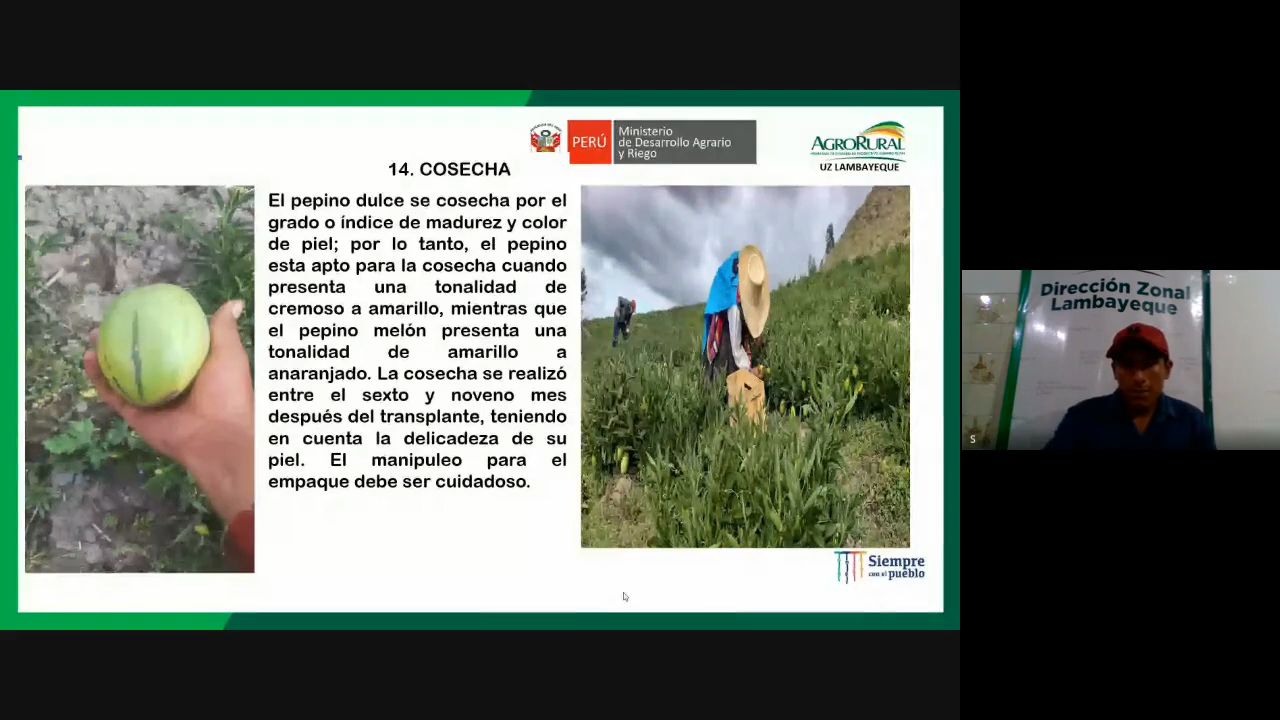 PERÚ
Ministerio
de Desarrollo Agrario
y Riego
AGRORURAL
UZ LAMBAYEQUE
14. COSECHA
El pepino dulce se cosecha por el
grado o índice de madurez y color
de piel; por lo tanto, el pepino
esta apto para la cosecha cuando
presenta una tonalidad de
cremoso a amarillo, mientras que
el pepino melón presenta una
tonalidad de amarillo a
anaranjado. La cosecha se realizó
entre el sexto y noveno mes
después del transplante, teniendo
en cuenta la delicadeza de su
piel. El manipuleo para el
empaque debe ser cuidadoso.
Siempre
con el pueblo
Dirección Zonal
Lambayeque
S